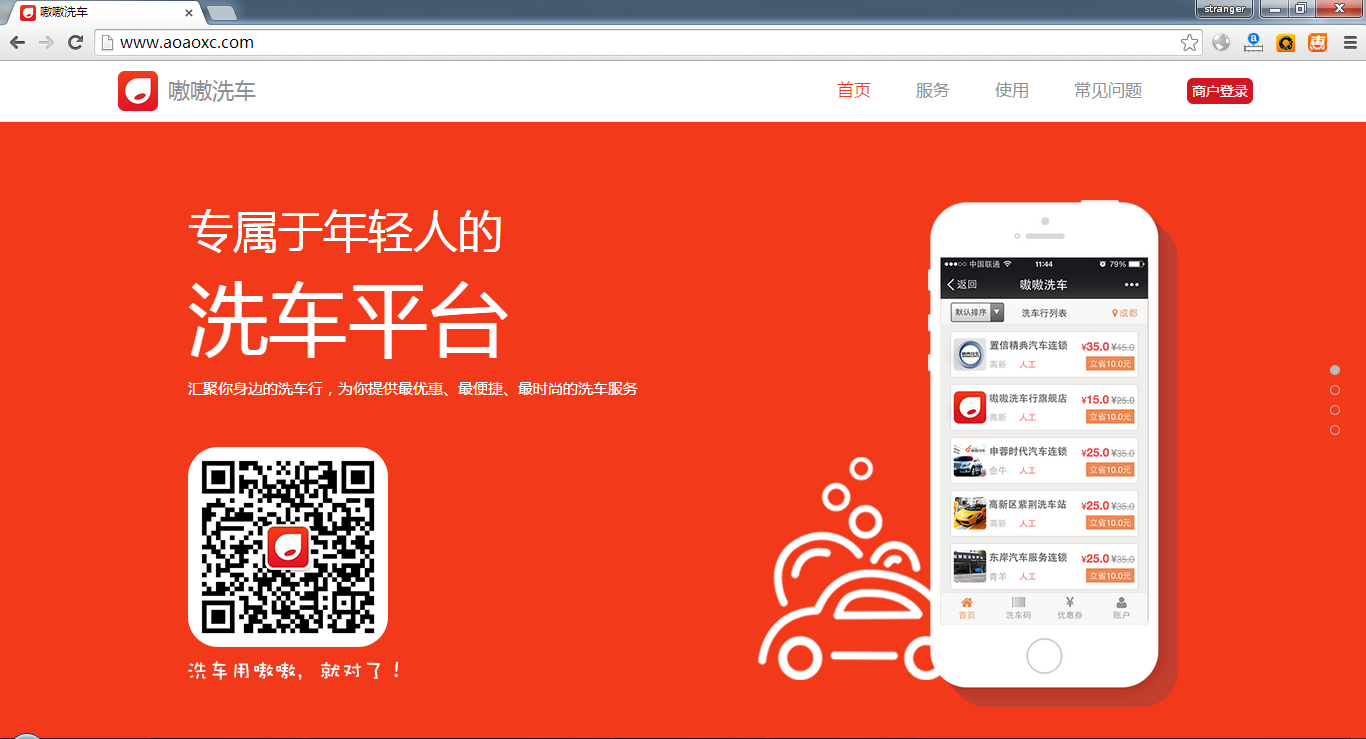 嗷嗷洗车
stranger
www.aoaoxc.com
嗷嗷洗车
首页 服务 使用 常见问题 商户登录
专属于年轻人的
洗车平台
汇聚你身边的洗车行，为你提供最优惠、最便捷、最时尚的洗车服务
洗车用嗷嗷，就对了！
中国联通 11:44 79%
返回 嗷嗷洗车
默认排序 洗车行列表 成都
置信精典汽车连锁 ¥35.0 ¥45.0
高新 人工 立省10.0元
嗷嗷洗车行旗舰店 ¥15.0 ¥25.0
高新 人工 立省10.0元
申蓉时代汽车连锁 ¥25.0 ¥35.0
金牛 人工 立省10.0元
高新区紫荆洗车站 ¥25.0 ¥35.0
高新 人工 立省10.0元
东岸汽车服务连锁 ¥25.0 ¥35.0
青羊 人工 立省10.0元
首页 洗车码 优惠券 账户